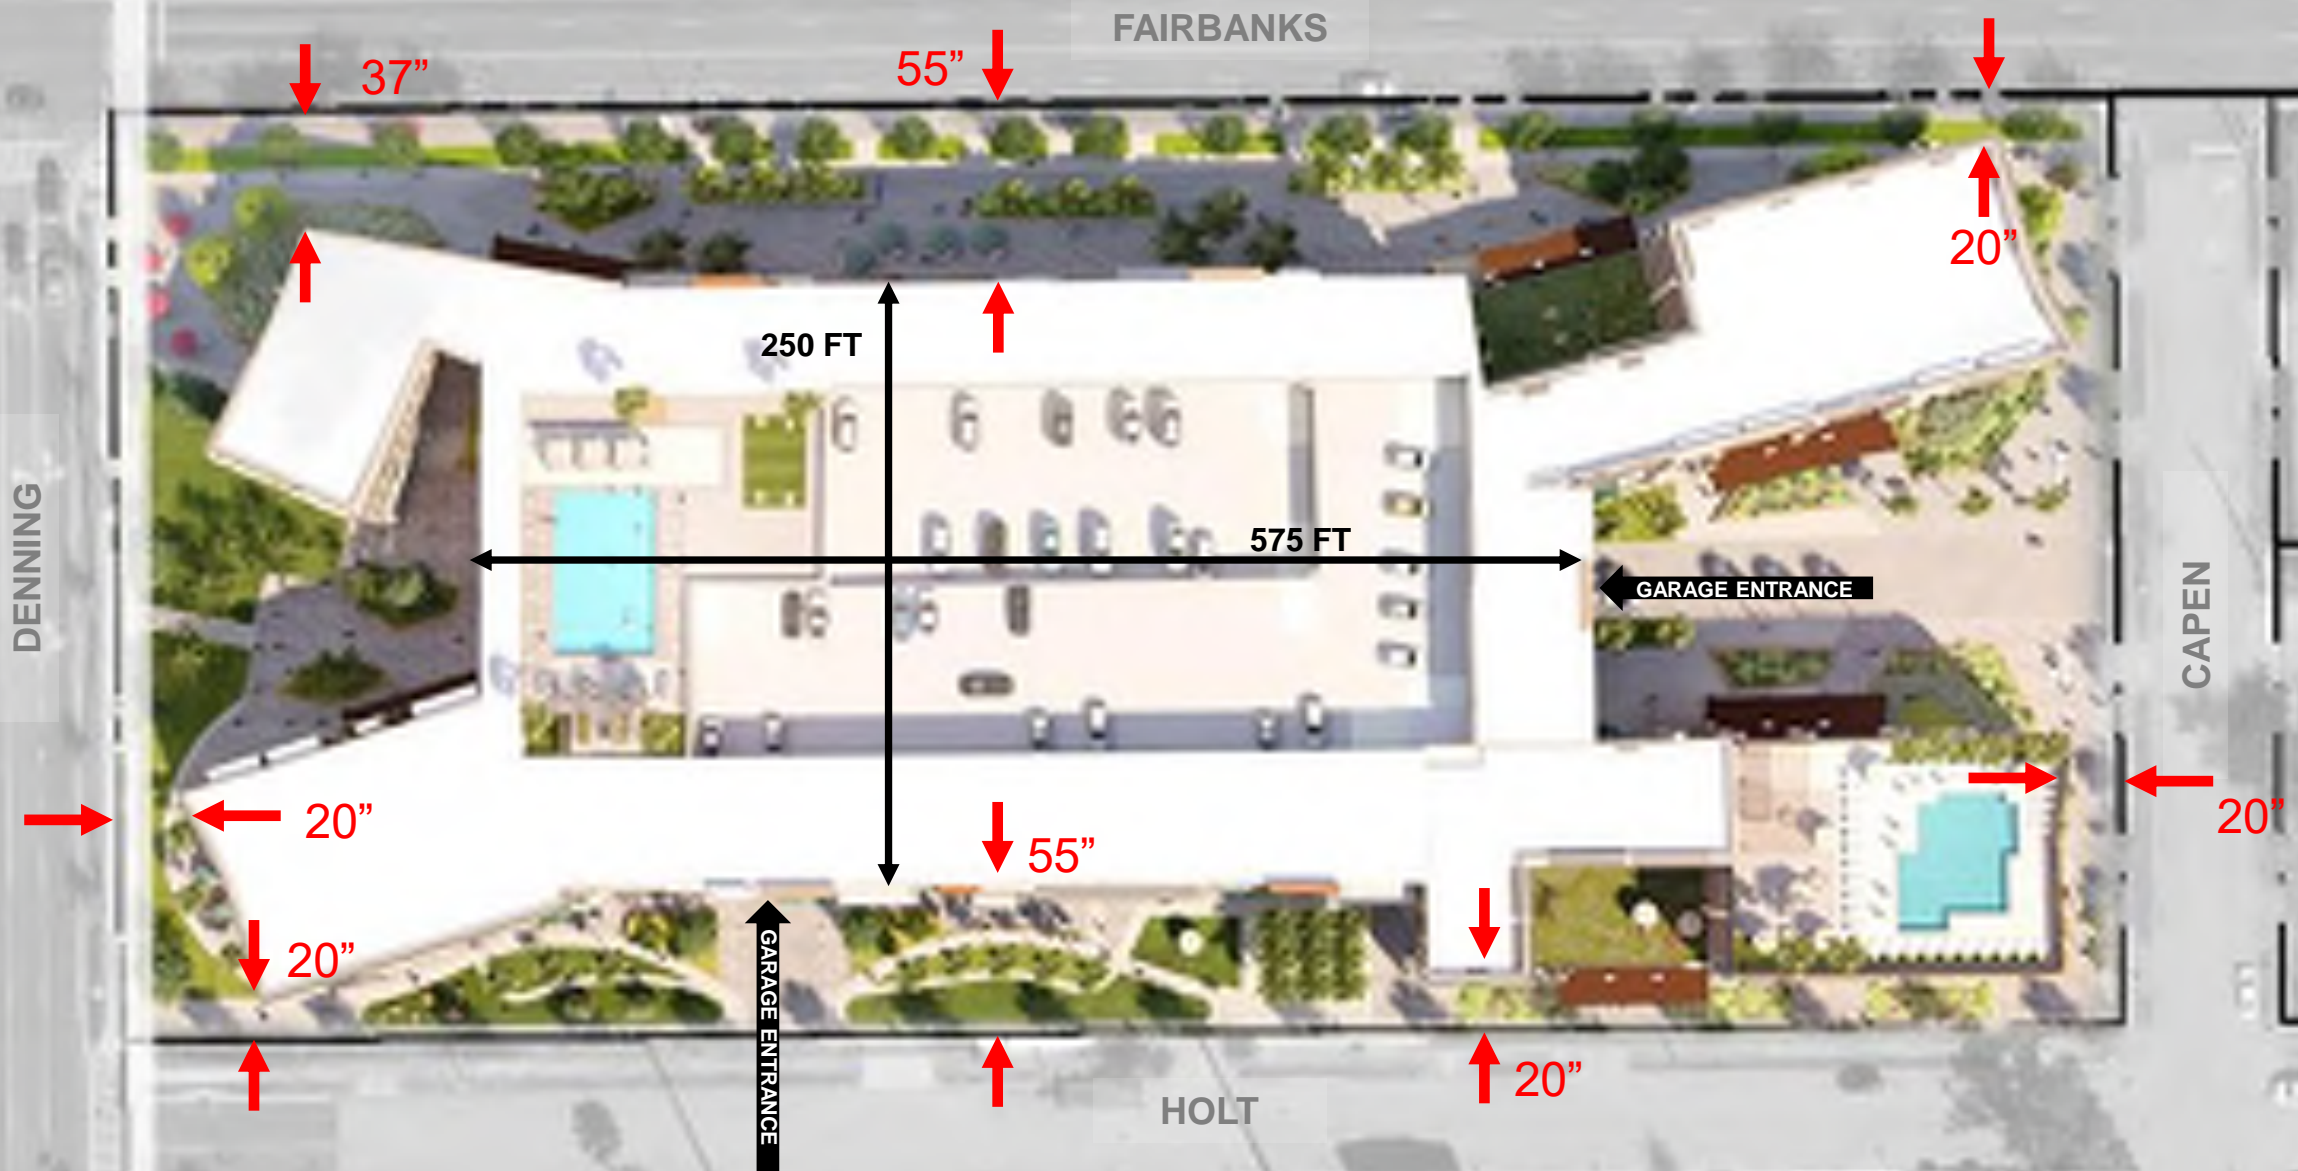 FAIRBANKS
37”
55”
20”
250 FT
575 FT
DENNING
GARAGE ENTRANCE
CAPEN
20”
20”
55”
20”
GARAGE ENTRANCE
20”
HOLT